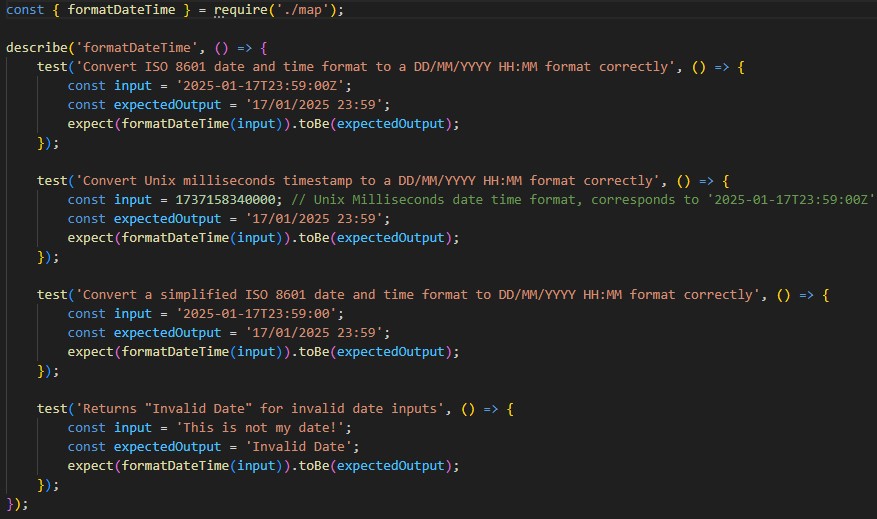 const { formatDateTime } = require('./map');
describe('formatDateTime', () => {
test('Convert ISO 8601 date and time format to a DD/MM/YYYY HH:MM format correctly', () => {
const input = '2025-01-17T23:59:00Z';
const expectedOutput = '17/01/2025 23:59';
expect(formatDateTime(input)).toBe(expectedOutput);
});
test('Convert Unix milliseconds timestamp to a DD/MM/YYYY HH:MM format correctly', () => {
const input = 1737158340000; // Unix Milliseconds date time format, corresponds to '2025-01-17T23:59:00Z'
const expectedOutput = '17/01/2025 23:59';
expect(formatDateTime(input)).toBe(expectedOutput);
});
test('Convert a simplified ISO 8601 date and time format to DD/MM/YYYY HH:MM format correctly', () => {
const input = '2025-01-17T23:59:00';
const expectedOutput = '17/01/2025 23:59';
expect(formatDateTime(input)).toBe(expectedOutput);
});
test('Returns "Invalid Date" for invalid date inputs', () => {
const input = 'This is not my date!';
const expectedOutput = 'Invalid Date';
expect(formatDateTime(input)).toBe(expectedOutput);
});
});